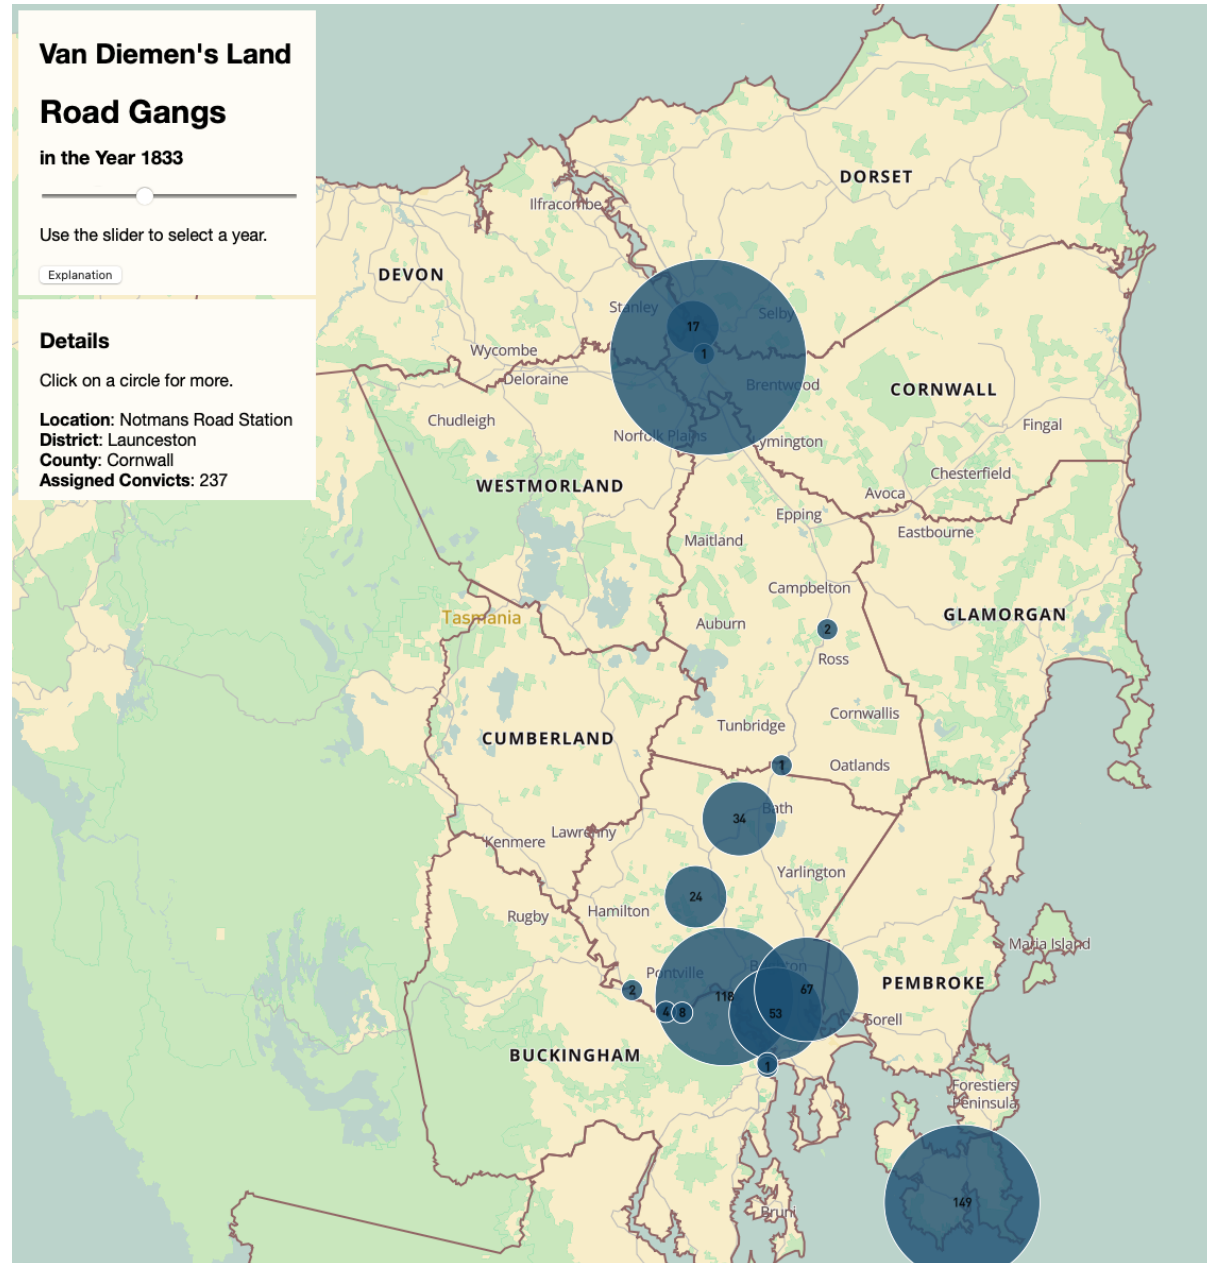 Van Diemen's Land
Road Gangs
in the Year 1833
Use the slider to select a year.
Explanation
Details
Click on a circle for more.
Location: Notmans Road Station
District: Launceston
County: Cornwall
Assigned Convicts: 237
DORSET
Ilfracombe
DEVON
Stanley
Selby
17
1
Wycombe
Deloraine
Brentwood
CORNWALL
Chudleigh
Fingal
Norfolk Plains
ymington
Chesterfield
WESTMORLAND
Avoca
Epping
Eastbourne
Maitland
Campbelton
Tasmania
GLAMORGAN
Auburn
2
Ross
Cornwallis
Tunbridge
CUMBERLAND
1
Oatlands
Bath
34
Lawrenny
Kenmere
Yarlington
24
Hamilton
Rugby
Maria Island
Pontville
PEMBROKE
2
118
67
4
8
53
Sorell
BUCKINGHAM
1
Forestiers
Peninsula
149
Bruni